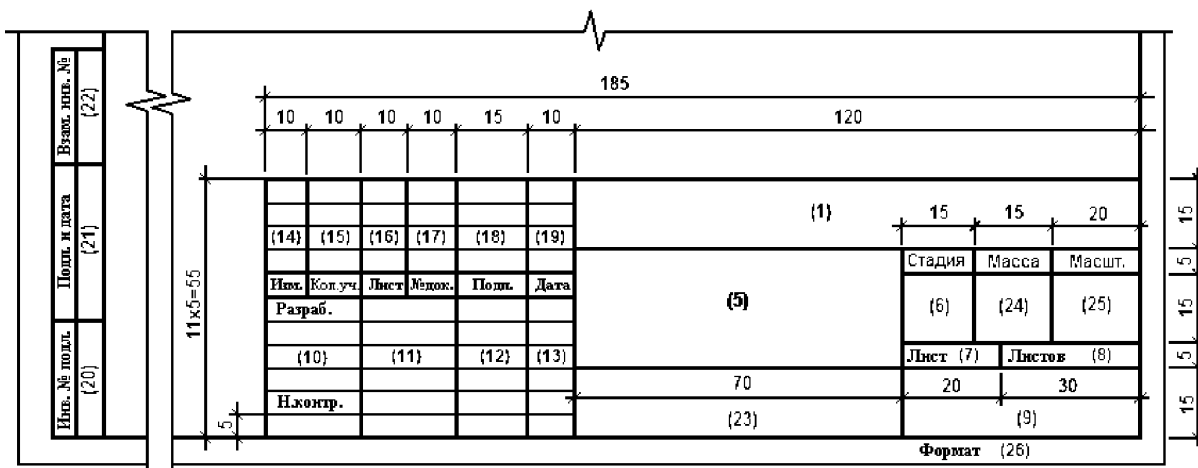 185
10 10 10 10 15 10 120
Взам. инв. №
(22)
Подп. и дата
(21)
Инв. № подл.
(20)
11x5=55
5
(1)
15 15 20
15
(14) (15) (16) (17) (18) (19)
Изм. Кол.уч. Лист №док. Подп. Дата
Стадия Масса Масшт.
5
Разраб.
(5)
(6) (24) (25)
15
(10) (11) (12) (13)
Лист (7) Листов (8)
5
70 20 30
Н.контр.
(23) (9)
15
Формат (26)